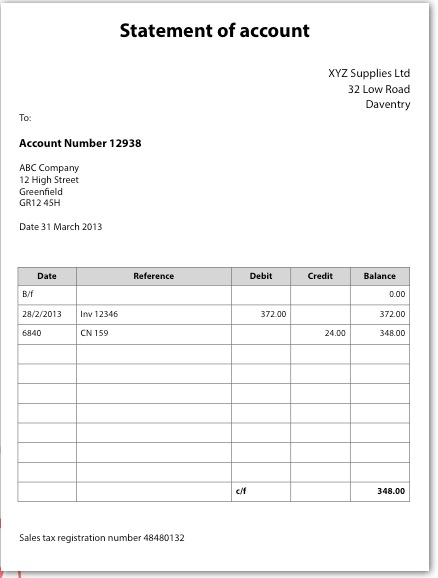 Statement of account
XYZ Supplies Ltd
32 Low Road
Daventry
To:
Account Number 12938
ABC Company
12 High Street
Greenfield
GR12 4SH
Date 31 March 2013
Date Reference Debit Credit Balance
B/f 0.00
28/2/2013 Inv 12346 372.00 372.00
6840 CN 159 24.00 348.00
c/f 348.00
Sales tax registration number 48480132